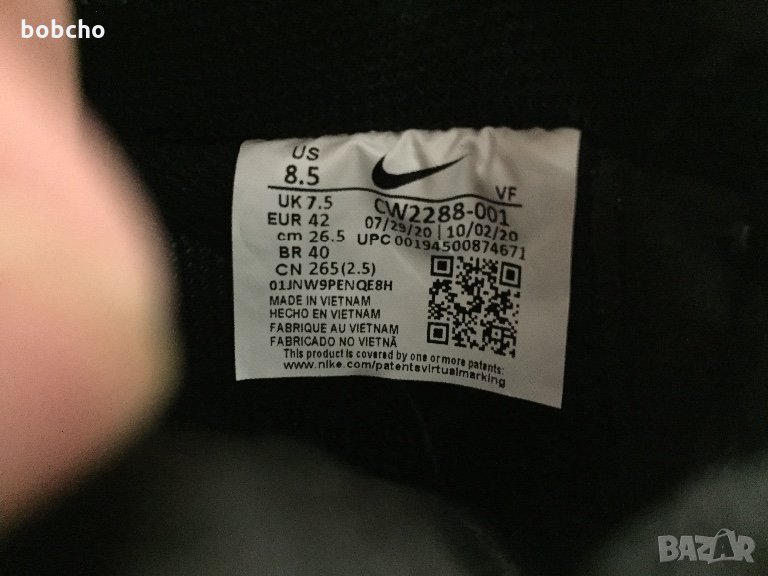 bobcho
US
8.5
VF
UK 7.5
CW2288-001
EUR 42
07/29/20 | 10/02/20
cm 26.5
UPC 00194500874671
BR 40
CN 265(2.5)
01JNW9PENQE8H
MADE IN VIETNAM
HECHO EN VIETNAM
FABRIQUE AU VIETNAM
FABRICADO NO VIETNÃ
This product is covered by one or more patents:
www.nike.com/patentsvirtualmarking
BAZAR